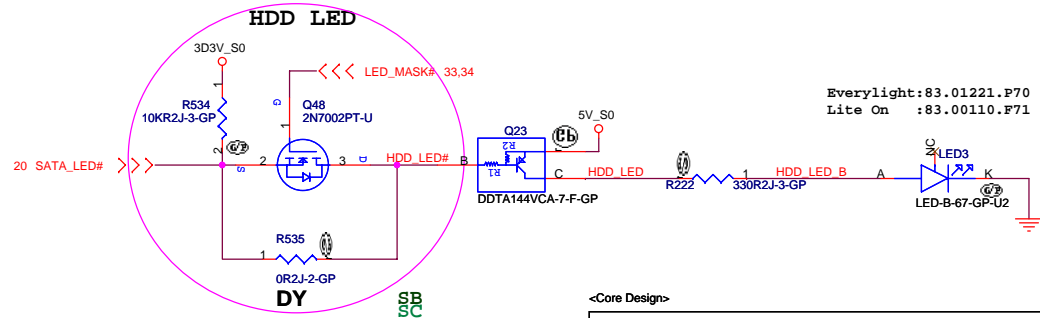 HDD LED
3D3V_S0
LED_MASK# 33,34
R534
10KR2J-3-GP
1
2
G/P
G
1
Q48
2N7002PT-U
20 SATA_LED#
2
S
3
D
HDD_LED#
B
Q23
R1
R2
E
C
DDTA144VCA-7-F-GP
5V_S0
HDD_LED
R222
1
330R2J-3-GP
HDD_LED_B
A
NC
LED3
K
G/P
LED-B-67-GP-U2
Everylight:83.01221.P70
Lite On :83.00110.F71
R535
1
0R2J-2-GP
DY
SB
SC
<Core Design>